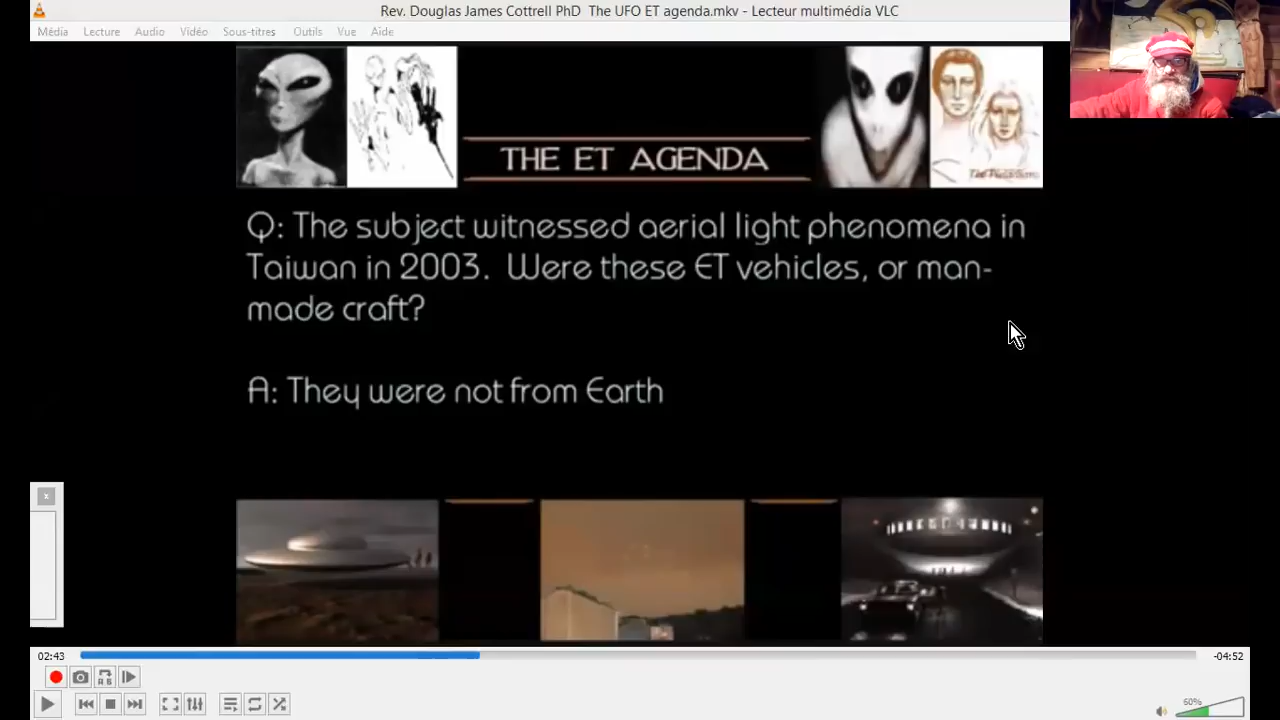 Rev. Douglas James Cottrell PhD  The UFO ET agenda.mkv - Lecteur multimédia VLC
Média Lecture Audio Vidéo Sous-titres Outils Vue Aide
THE ET AGENDA
Q: The subject witnessed aerial light phenomena in
Taiwan in 2003.  Were these ET vehicles, or man-
made craft?
A: They were not from Earth
02:43
-04:52
60%